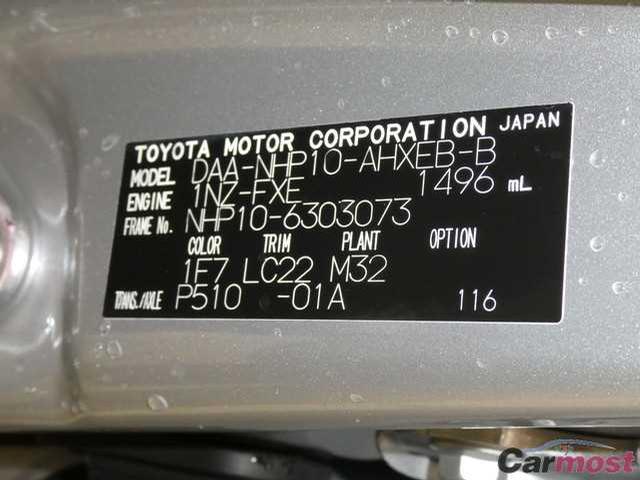 TOYOTA MOTOR CORPORATION JAPAN
MODEL DAA-NHP10-AHXEB-B
ENGINE 1NZ-FXE 1496 mL
FRAME No. NHP10-6303073
COLOR TRIM PLANT OPTION
1F7 LC22 M32
TRANS./AXLE P510 -01A 116
Carmost